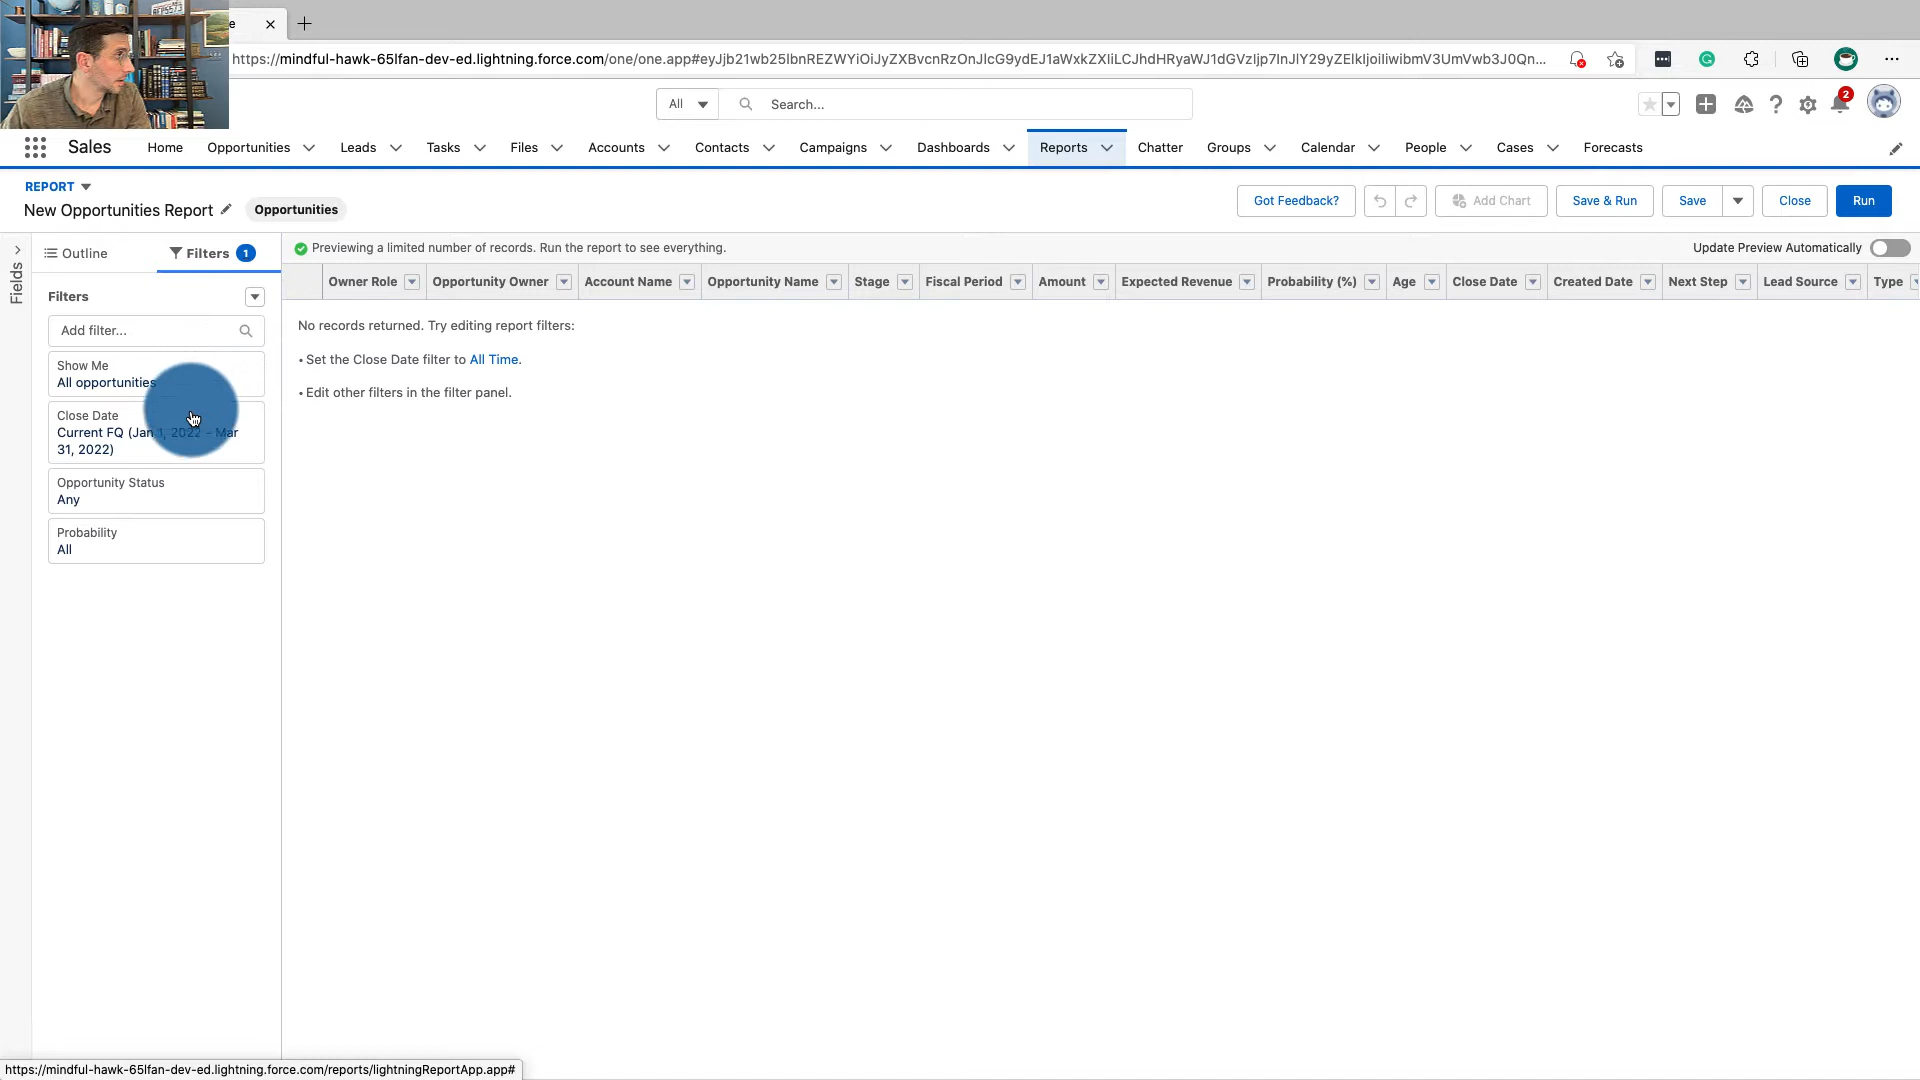 https://mindful-hawk-65lfan-dev-ed.lightning.force.com/one/one.app#eyJjb21wb25lbnREZWYiOiJyZXBvcnRzOnJlcG9ydEJ1aWxkZXIiLCJhdHRyaWJ1dGVzIjp7InJlY29yZElkIjoiIiwibmV3UmVwb3J0Qn...
All
Search...
2
Sales
Home
Opportunities
Leads
Tasks
Files
Accounts
Contacts
Campaigns
Dashboards
Reports
Chatter
Groups
Calendar
People
Cases
Forecasts
REPORT
New Opportunities Report
Opportunities
Got Feedback?
Add Chart
Save & Run
Save
Close
Run
Fields
Outline
Filters 1
Previewing a limited number of records. Run the report to see everything.
Update Preview Automatically
Owner Role
Opportunity Owner
Account Name
Opportunity Name
Stage
Fiscal Period
Amount
Expected Revenue
Probability (%)
Age
Close Date
Created Date
Next Step
Lead Source
Type
Filters
Add filter...
Show Me
All opportunities
Close Date
Current FQ (Jan 1, 2022 - Mar
31, 2022)
Opportunity Status
Any
Probability
All
No records returned. Try editing report filters:
• Set the Close Date filter to All Time.
• Edit other filters in the filter panel.
https://mindful-hawk-65lfan-dev-ed.lightning.force.com/reports/lightningReportApp.app#